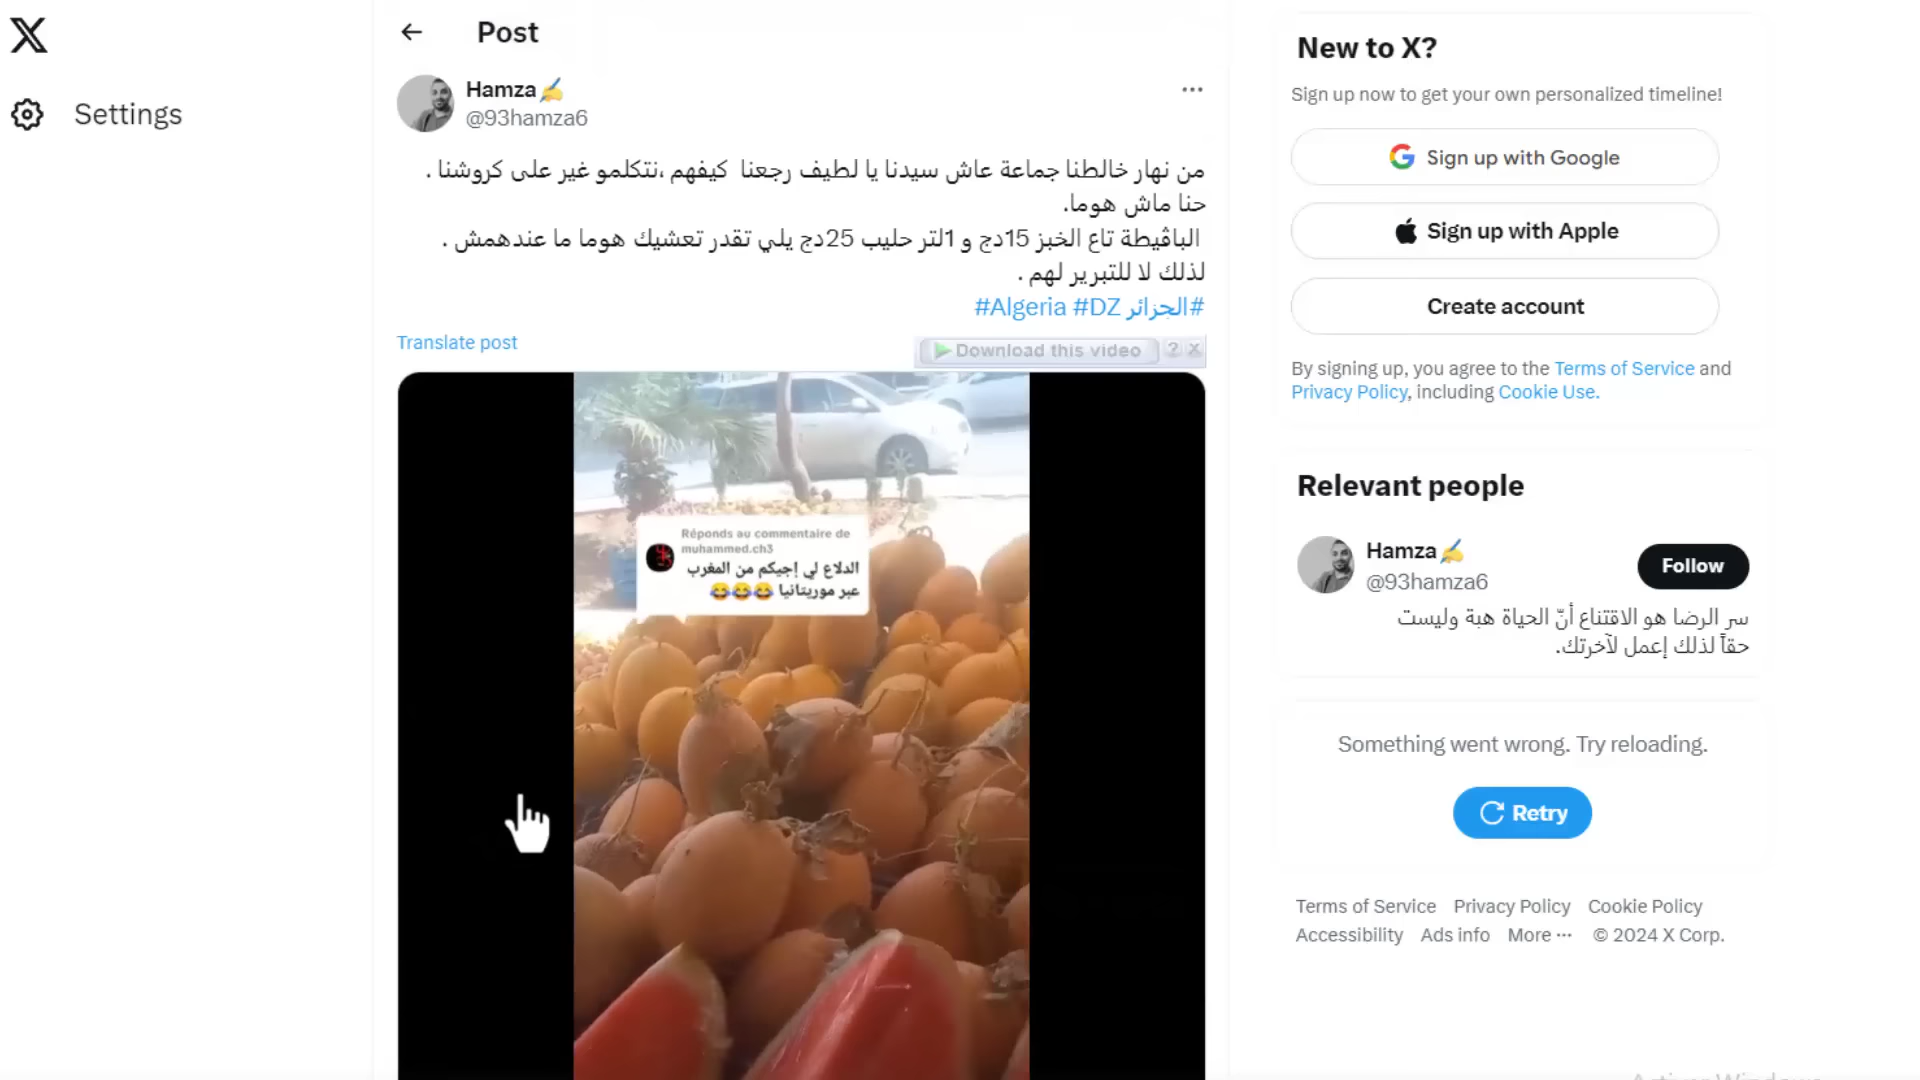 Post
Settings
Hamza✍️
@93hamza6
من نهار خالطنا جماعة عاش سيدنا يا لطيف رجعنا كيفهم ،نتكلمو غير على كروشنا .
حنا ماش هوما.
الباڨيطة تاع الخبز 15دج و 1لتر حليب 25دج يلي تقدر تعشيك هوما ما عندهمش .
لذلك لا للتبرير لهم .
#الجزائر #DZ #Algeria
Translate post
Download this video ? X
Réponds au commentaire de
muhammed.ch3
الدلاع لي إجيكم من المغرب
عبر موريتانيا 😂😂😂
New to X?
Sign up now to get your own personalized timeline!
Sign up with Google
Sign up with Apple
Create account
By signing up, you agree to the Terms of Service and
Privacy Policy, including Cookie Use.
Relevant people
Hamza✍️
@93hamza6
Follow
سر الرضا هو الاقتناع أنّ الحياة هبة وليست
حقاً لذلك إعمل لآخرتك.
Something went wrong. Try reloading.
Retry
Terms of Service Privacy Policy Cookie Policy
Accessibility Ads info More ··· © 2024 X Corp.